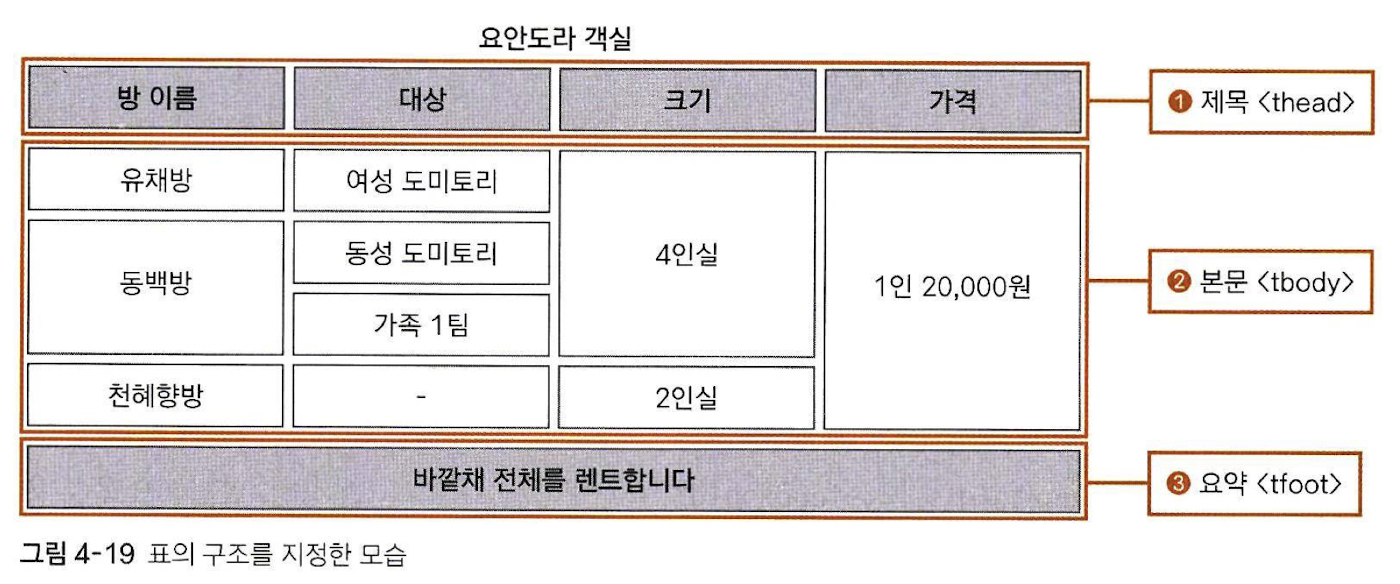 요안도라 객실
방 이름 대상 크기 가격
❶ 제목 <thead>
유채방 여성 도미토리
동백방 동성 도미토리 4인실 1인 20,000원
❷ 본문 <tbody>
가족 1팀
천혜향방 - 2인실
바깥채 전체를 렌트합니다
❸ 요약 <tfoot>
그림 4-19 표의 구조를 지정한 모습